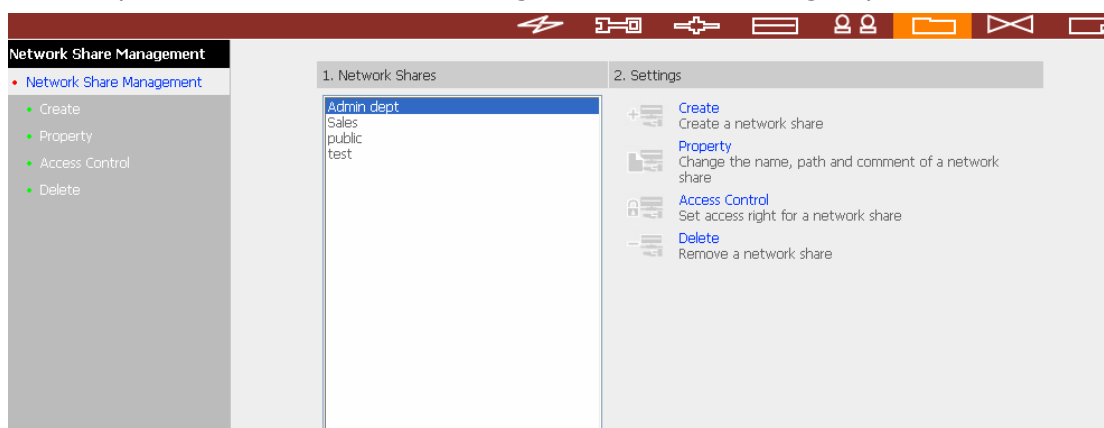 Network Share Management
Network Share Management
Create
Property
Access Control
Delete
1. Network Shares
Admin dept
Sales
public
test
2. Settings
Create
Create a network share
Property
Change the name, path and comment of a network
share
Access Control
Set access right for a network share
Delete
Remove a network share